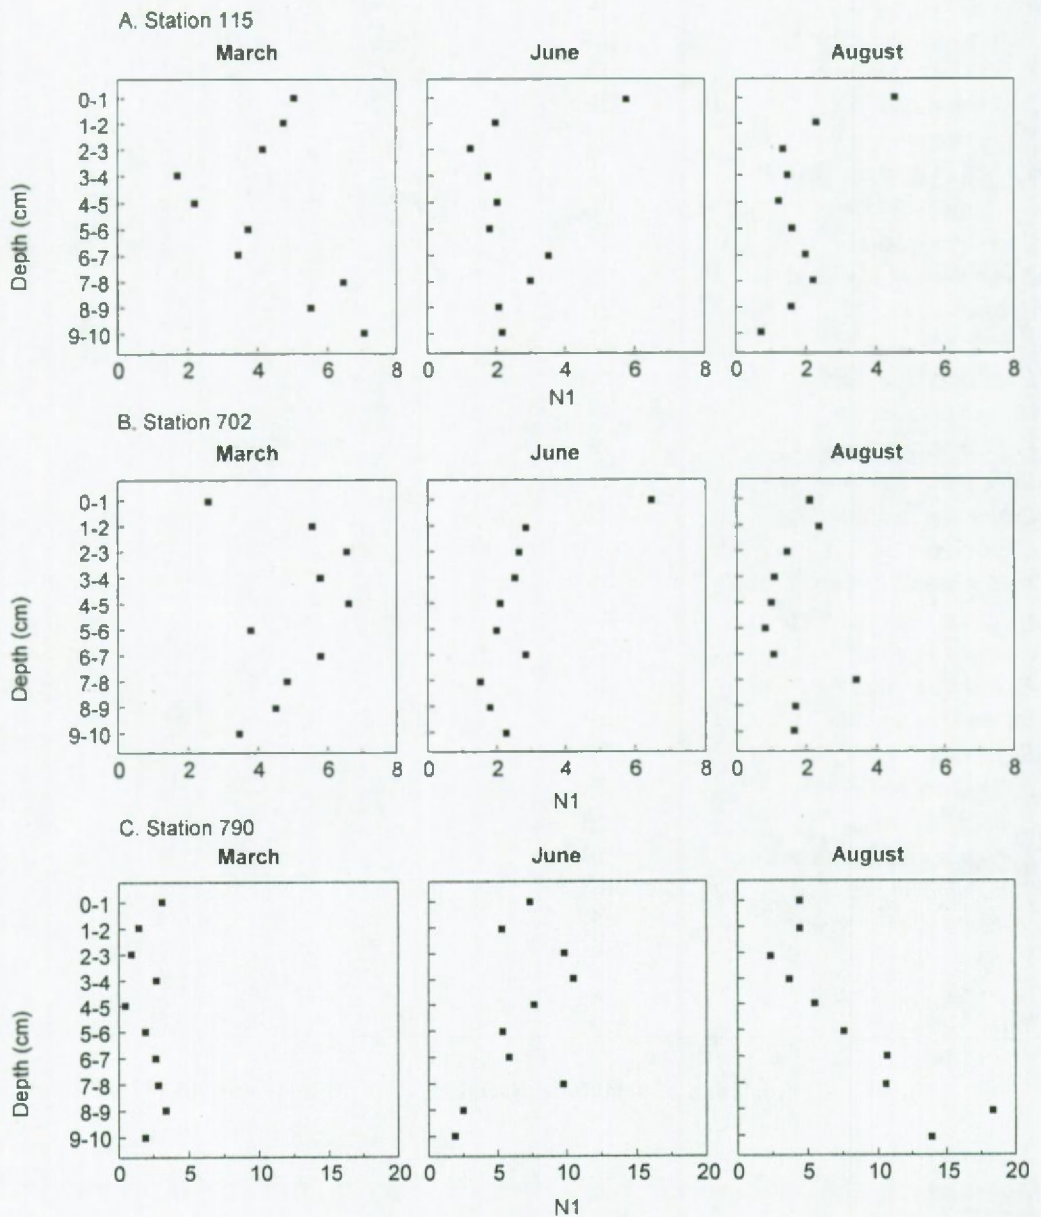 A. Station 115
March June August
0-1
1-2
2-3
3-4
4-5
5-6
6-7
7-8
8-9
9-10
Depth (cm)
0 2 4 6 8 0 2 4 6 8 0 2 4 6 8
N1
B. Station 702
March June August
0-1
1-2
2-3
3-4
4-5
5-6
6-7
7-8
8-9
9-10
Depth (cm)
0 2 4 6 8 0 2 4 6 8 0 2 4 6 8
N1
C. Station 790
March June August
0-1
1-2
2-3
3-4
4-5
5-6
6-7
7-8
8-9
9-10
Depth (cm)
0 5 10 15 20 0 5 10 15 20 0 5 10 15 20
N1